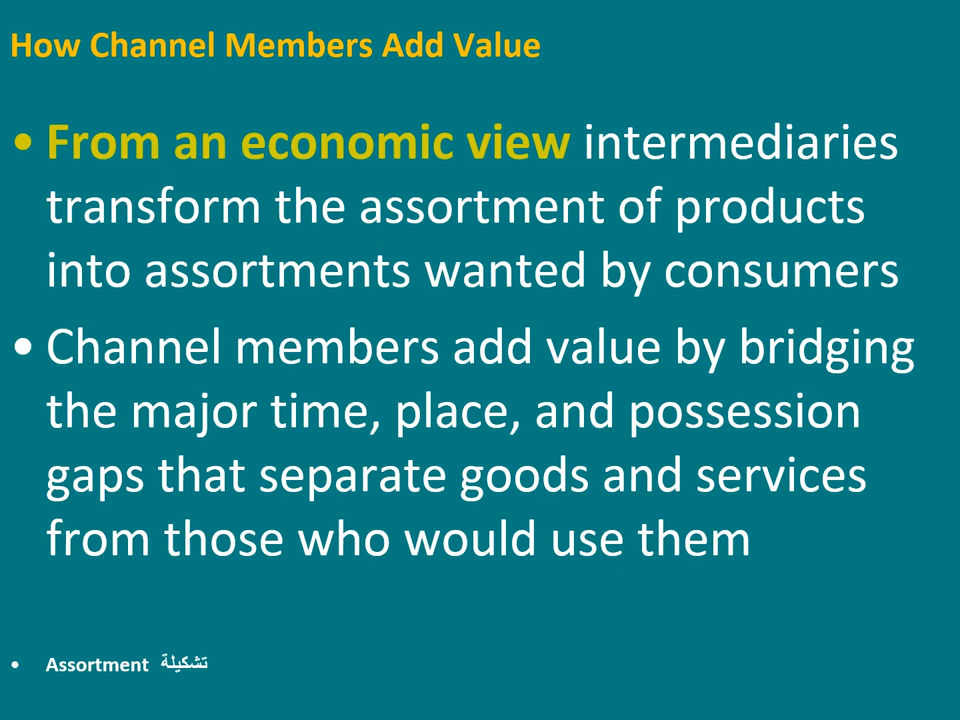 How Channel Members Add Value
• From an economic view intermediaries
transform the assortment of products
into assortments wanted by consumers
• Channel members add value by bridging
the major time, place, and possession
gaps that separate goods and services
from those who would use them
• Assortment تشكيلة